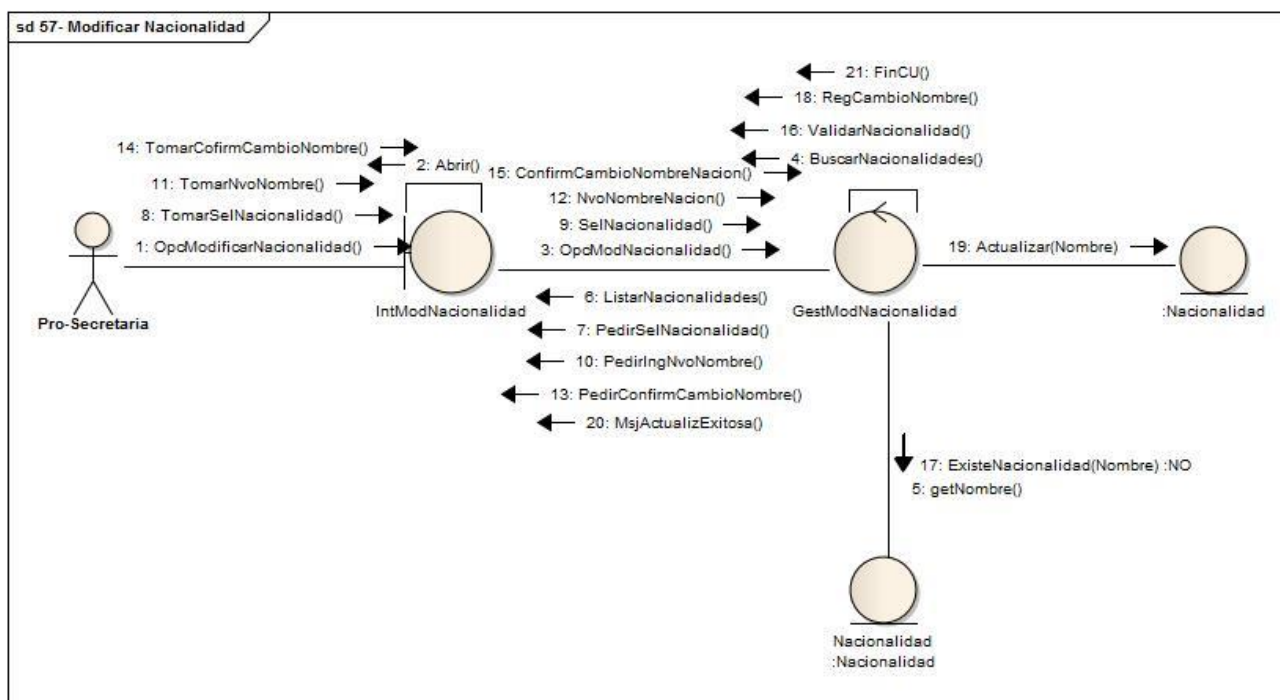 sd 57- Modificar Nacionalidad
21: FinCU()
18: RegCambioNombre()
16: ValidarNacionalidad()
4: BuscarNacionalidades()
14: TomarCofirmCambioNombre()
2: Abrir()
15: ConfirmCambioNombreNacion()
11: TomarNvoNombre()
12: NvoNombreNacion()
8: TomarSelNacionalidad()
9: SelNacionalidad()
1: OpcModificarNacionalidad()
3: OpcModNacionalidad()
19: Actualizar(Nombre)
Pro-Secretaria
IntModNacionalidad
GestModNacionalidad
:Nacionalidad
6: ListarNacionalidades()
7: PedirSelNacionalidad()
10: PedirIngNvoNombre()
13: PedirConfirmCambioNombre()
20: MsjActualizExitosa()
17: ExisteNacionalidad(Nombre) :NO
5: getNombre()
Nacionalidad
:Nacionalidad